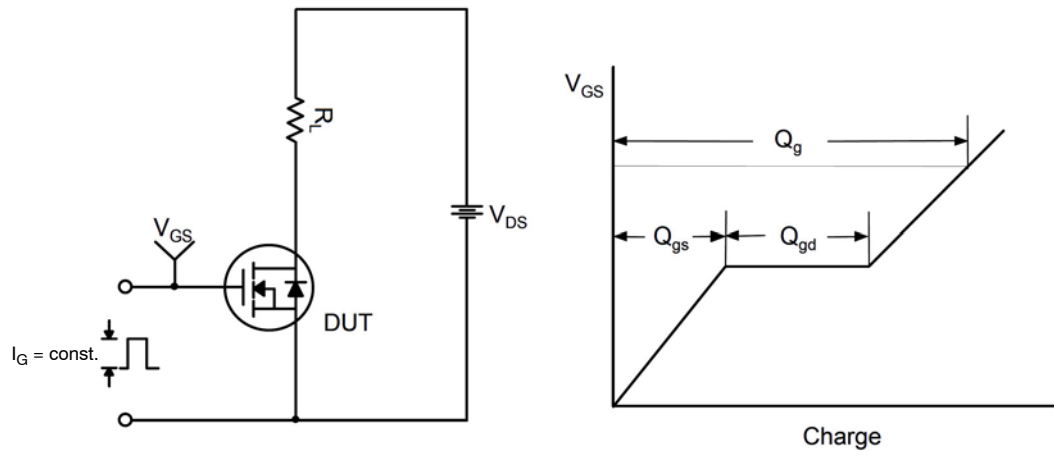 R_L
V_GS
V_DS
DUT
I_G = const.
V_GS
Q_g
Q_gs
Q_gd
Charge